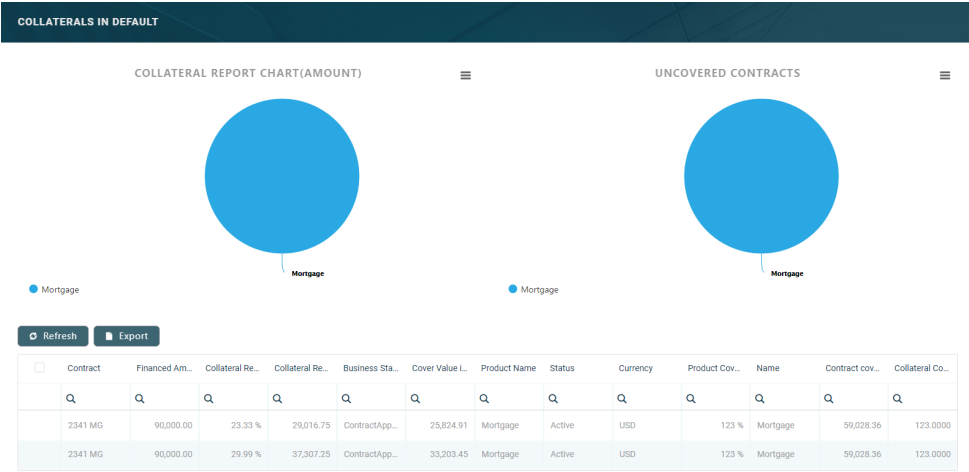 COLLATERALS IN DEFAULT
COLLATERAL REPORT CHART(AMOUNT)
UNCOVERED CONTRACTS
Mortgage
Mortgage
Mortgage
Mortgage
Refresh Export
Contract Financed Am... Collateral Re... Collateral Re... Business Sta... Cover Value i... Product Name Status Currency Product Cov... Name Contract cov... Collateral Co...
2341 MG 90,000.00 23.33 % 29,016.75 ContractApp... 25,824.91 Mortgage Active USD 123 % Mortgage 59,028.36 123.0000
2341 MG 90,000.00 29.99 % 37,307.25 ContractApp... 33,203.45 Mortgage Active USD 123 % Mortgage 59,028.36 123.0000